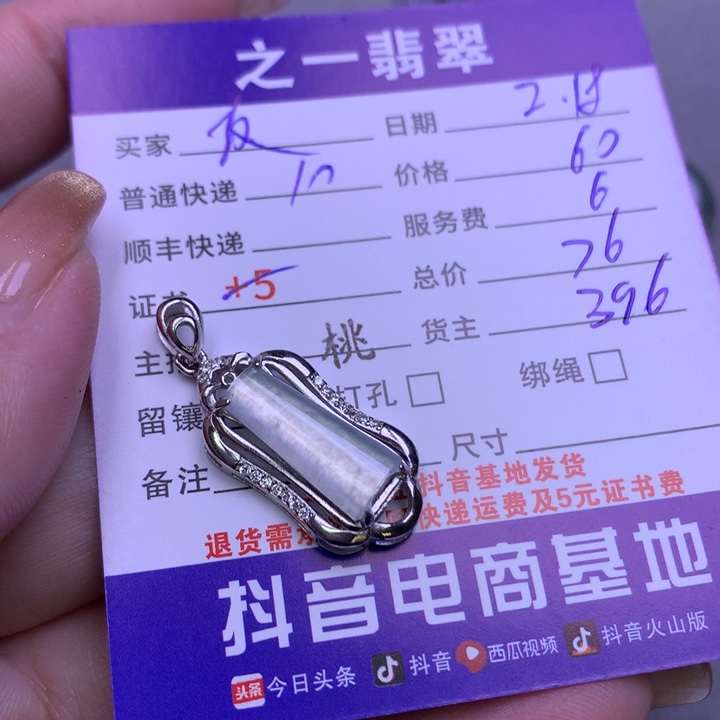 之一翡翠
买家 友 日期 2.18
普通快递 10 价格 60
顺丰快递 服务费 6
证书 +5 总价 76
主播 桃 货主 396
留镶 打孔 □ 绑绳 □
备注 尺寸
抖音基地发货
退货需承 快递运费及5元证书费
抖音电商基地
头条 今日头条 抖音 西瓜视频 抖音火山版